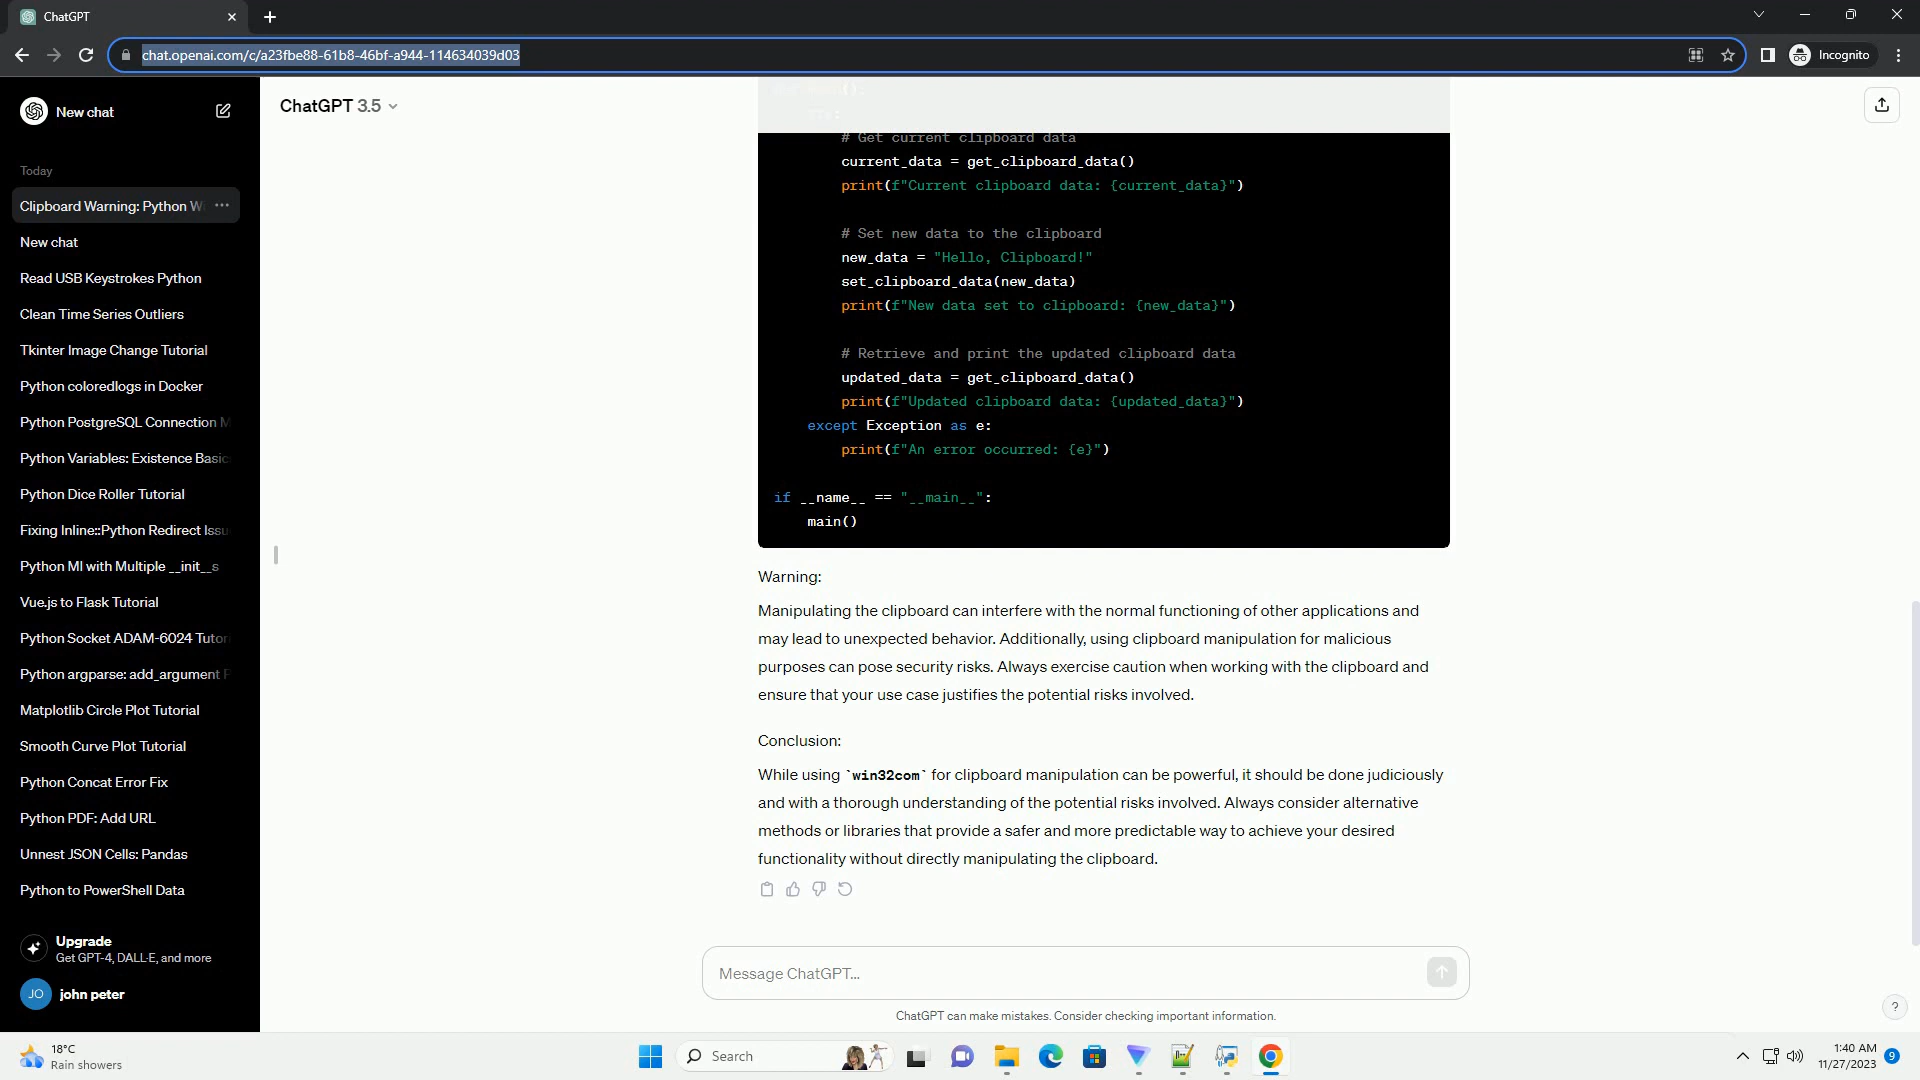 ChatGPT
chat.openai.com/c/a23fbe88-61b8-46bf-a944-114634039d03
Incognito
New chat
Today
Clipboard Warning: Python W
New chat
Read USB Keystrokes Python
Clean Time Series Outliers
Tkinter Image Change Tutorial
Python coloredlogs in Docker
Python PostgreSQL Connection M
Python Variables: Existence Basic
Python Dice Roller Tutorial
Fixing Inline::Python Redirect Issu
Python MI with Multiple __init__s
Vue.js to Flask Tutorial
Python Socket ADAM-6024 Tutor
Python argparse: add_argument F
Matplotlib Circle Plot Tutorial
Smooth Curve Plot Tutorial
Python Concat Error Fix
Python PDF: Add URL
Unnest JSON Cells: Pandas
Python to PowerShell Data
Upgrade
Get GPT-4, DALL·E, and more
JO john peter
ChatGPT 3.5
# Get current clipboard data
current_data = get_clipboard_data()
print(f"Current clipboard data: {current_data}")
# Set new data to the clipboard
new_data = "Hello, Clipboard!"
set_clipboard_data(new_data)
print(f"New data set to clipboard: {new_data}")
# Retrieve and print the updated clipboard data
updated_data = get_clipboard_data()
print(f"Updated clipboard data: {updated_data}")
except Exception as e:
print(f"An error occurred: {e}")
if __name__ == "__main__":
main()
Warning:
Manipulating the clipboard can interfere with the normal functioning of other applications and
may lead to unexpected behavior. Additionally, using clipboard manipulation for malicious
purposes can pose security risks. Always exercise caution when working with the clipboard and
ensure that your use case justifies the potential risks involved.
Conclusion:
While using `win32com` for clipboard manipulation can be powerful, it should be done judiciously
and with a thorough understanding of the potential risks involved. Always consider alternative
methods or libraries that provide a safer and more predictable way to achieve your desired
functionality without directly manipulating the clipboard.
Message ChatGPT...
ChatGPT can make mistakes. Consider checking important information.
?
18°C
Rain showers
Search
1:40 AM
11/27/2023
9